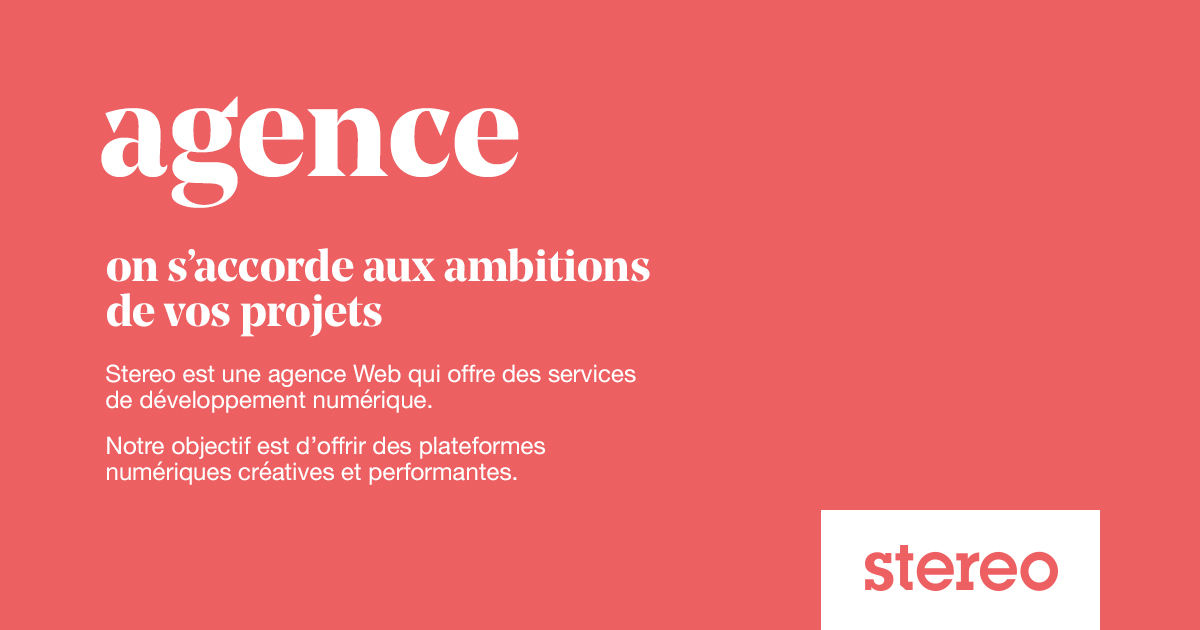 agence
on s’accorde aux ambitions
de vos projets
Stereo est une agence Web qui offre des services
de développement numérique.
Notre objectif est d’offrir des plateformes
numériques créatives et performantes.
stereo